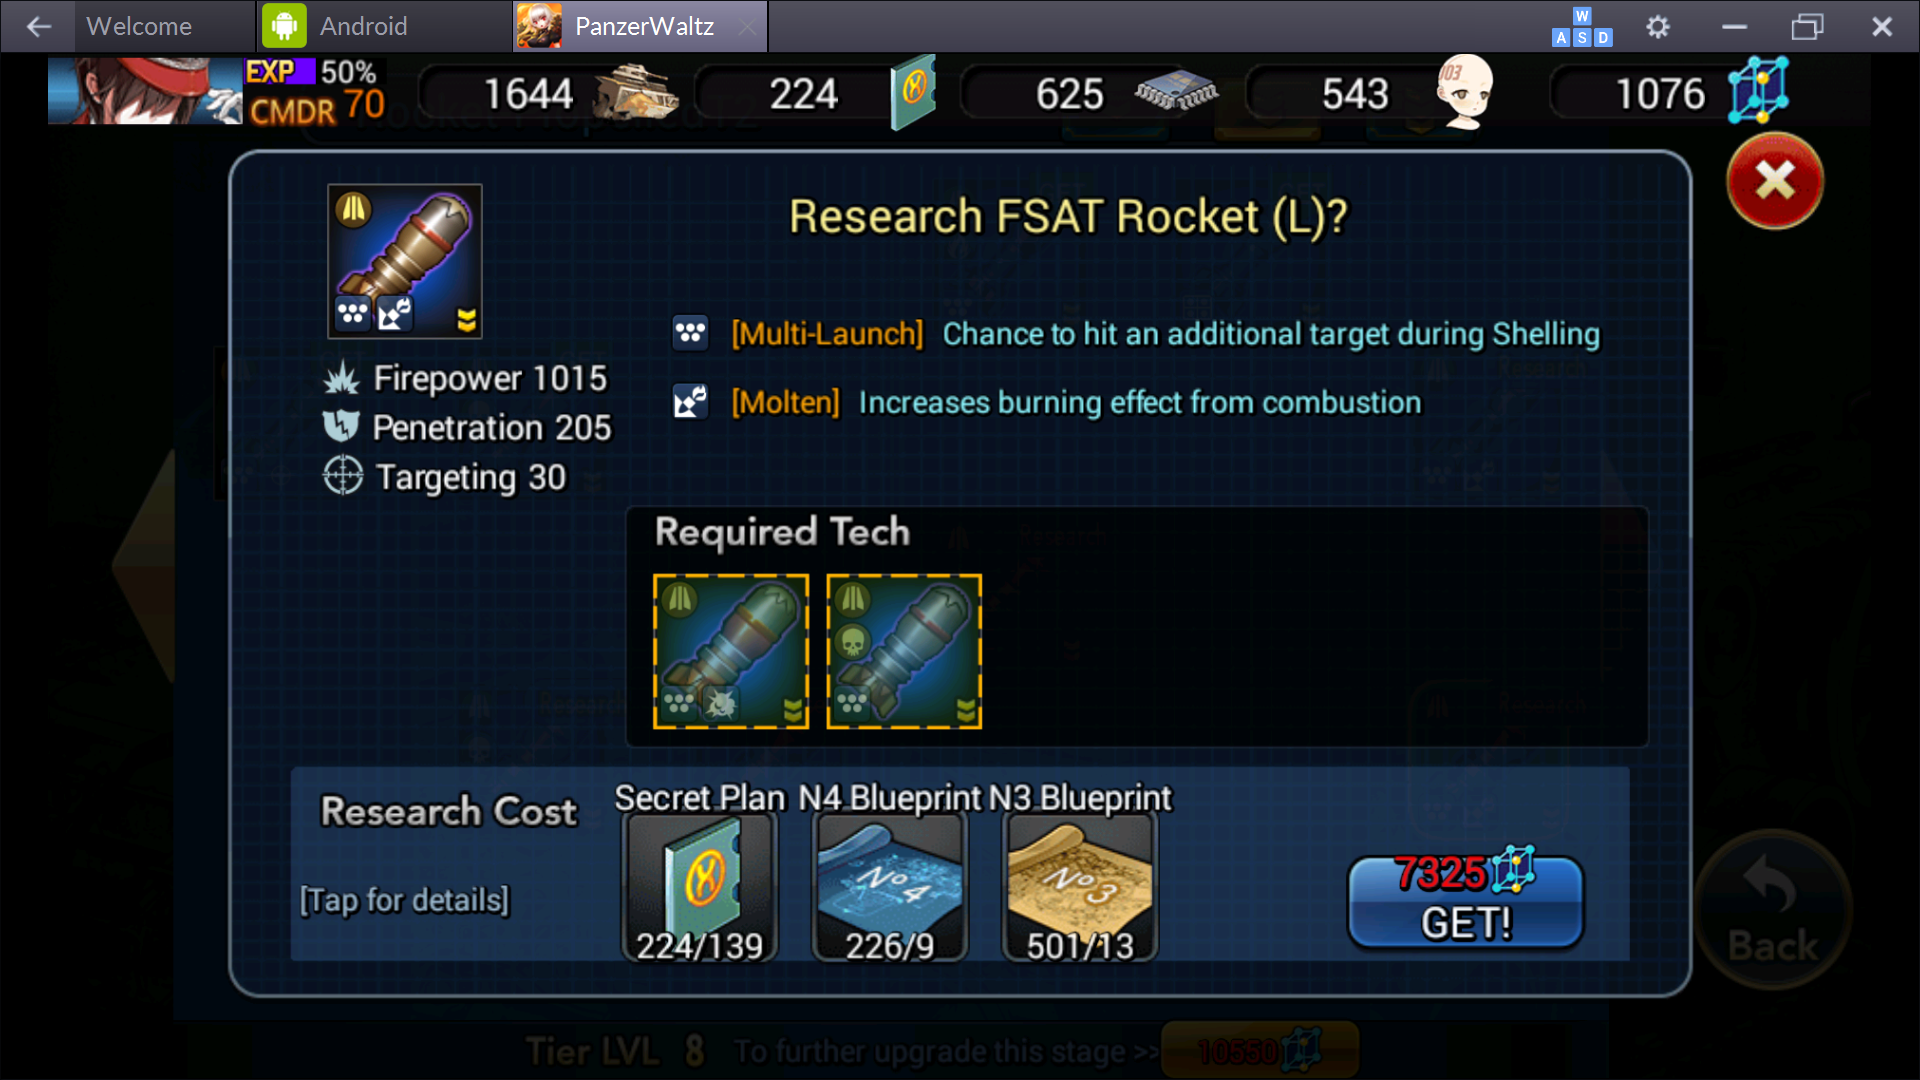 Welcome
Android
PanzerWaltz
W
A S D
EXP 50%
CMDR 70
1644
224
625
543
103
1076
Research FSAT Rocket (L)?
[Multi-Launch] Chance to hit an additional target during Shelling
[Molten] Increases burning effect from combustion
Firepower 1015
Penetration 205
Targeting 30
Required Tech
Research Cost
[Tap for details]
Secret Plan
N4 Blueprint
N3 Blueprint
Nº4
Nº3
224/139
226/9
501/13
7325
GET!
Back
Tier LVL 8 To further upgrade this stage >>
10550